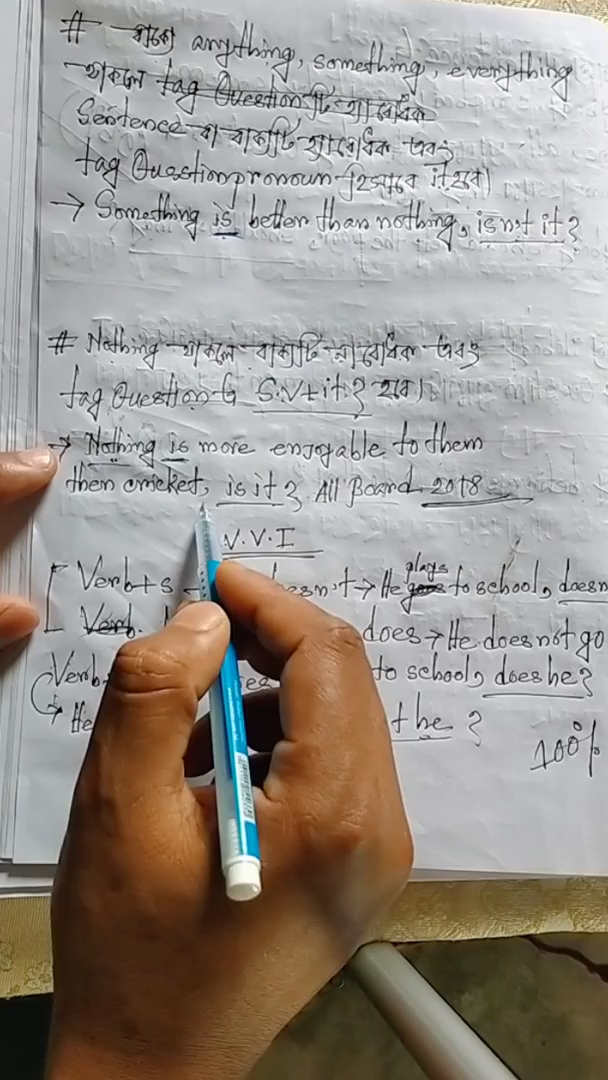 # বাক্যে anything, something, everything
থাকলে tag Question টি হ্যাবোধক
Sentence বা বাক্যটি হ্যাবোধক এবং
tag Question pronoun হিসাবে it হবে।
→ Something is better than nothing, isn't it?
# Nothing থাকলে বাক্যটি না বোধক এবং
tag Question এ S.V+it? হবে।
→ Nothing is more enjoyable to them
then cricket, is it? All Board 2018
V.V.I
Verb+s → He plays to school, doesn
Verb. does → He does not go
Verb to school, does he?
→ He he?
100%